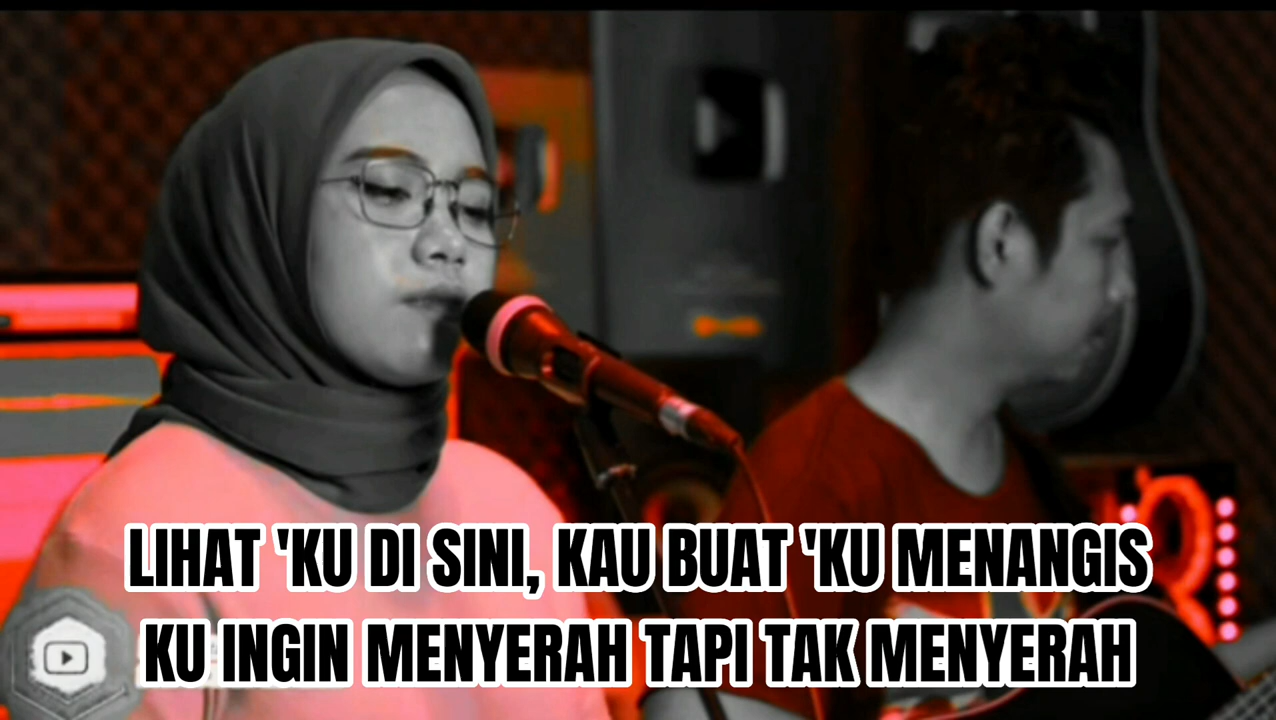 LIHAT 'KU DI SINI, KAU BUAT 'KU MENANGIS
KU INGIN MENYERAH TAPI TAK MENYERAH